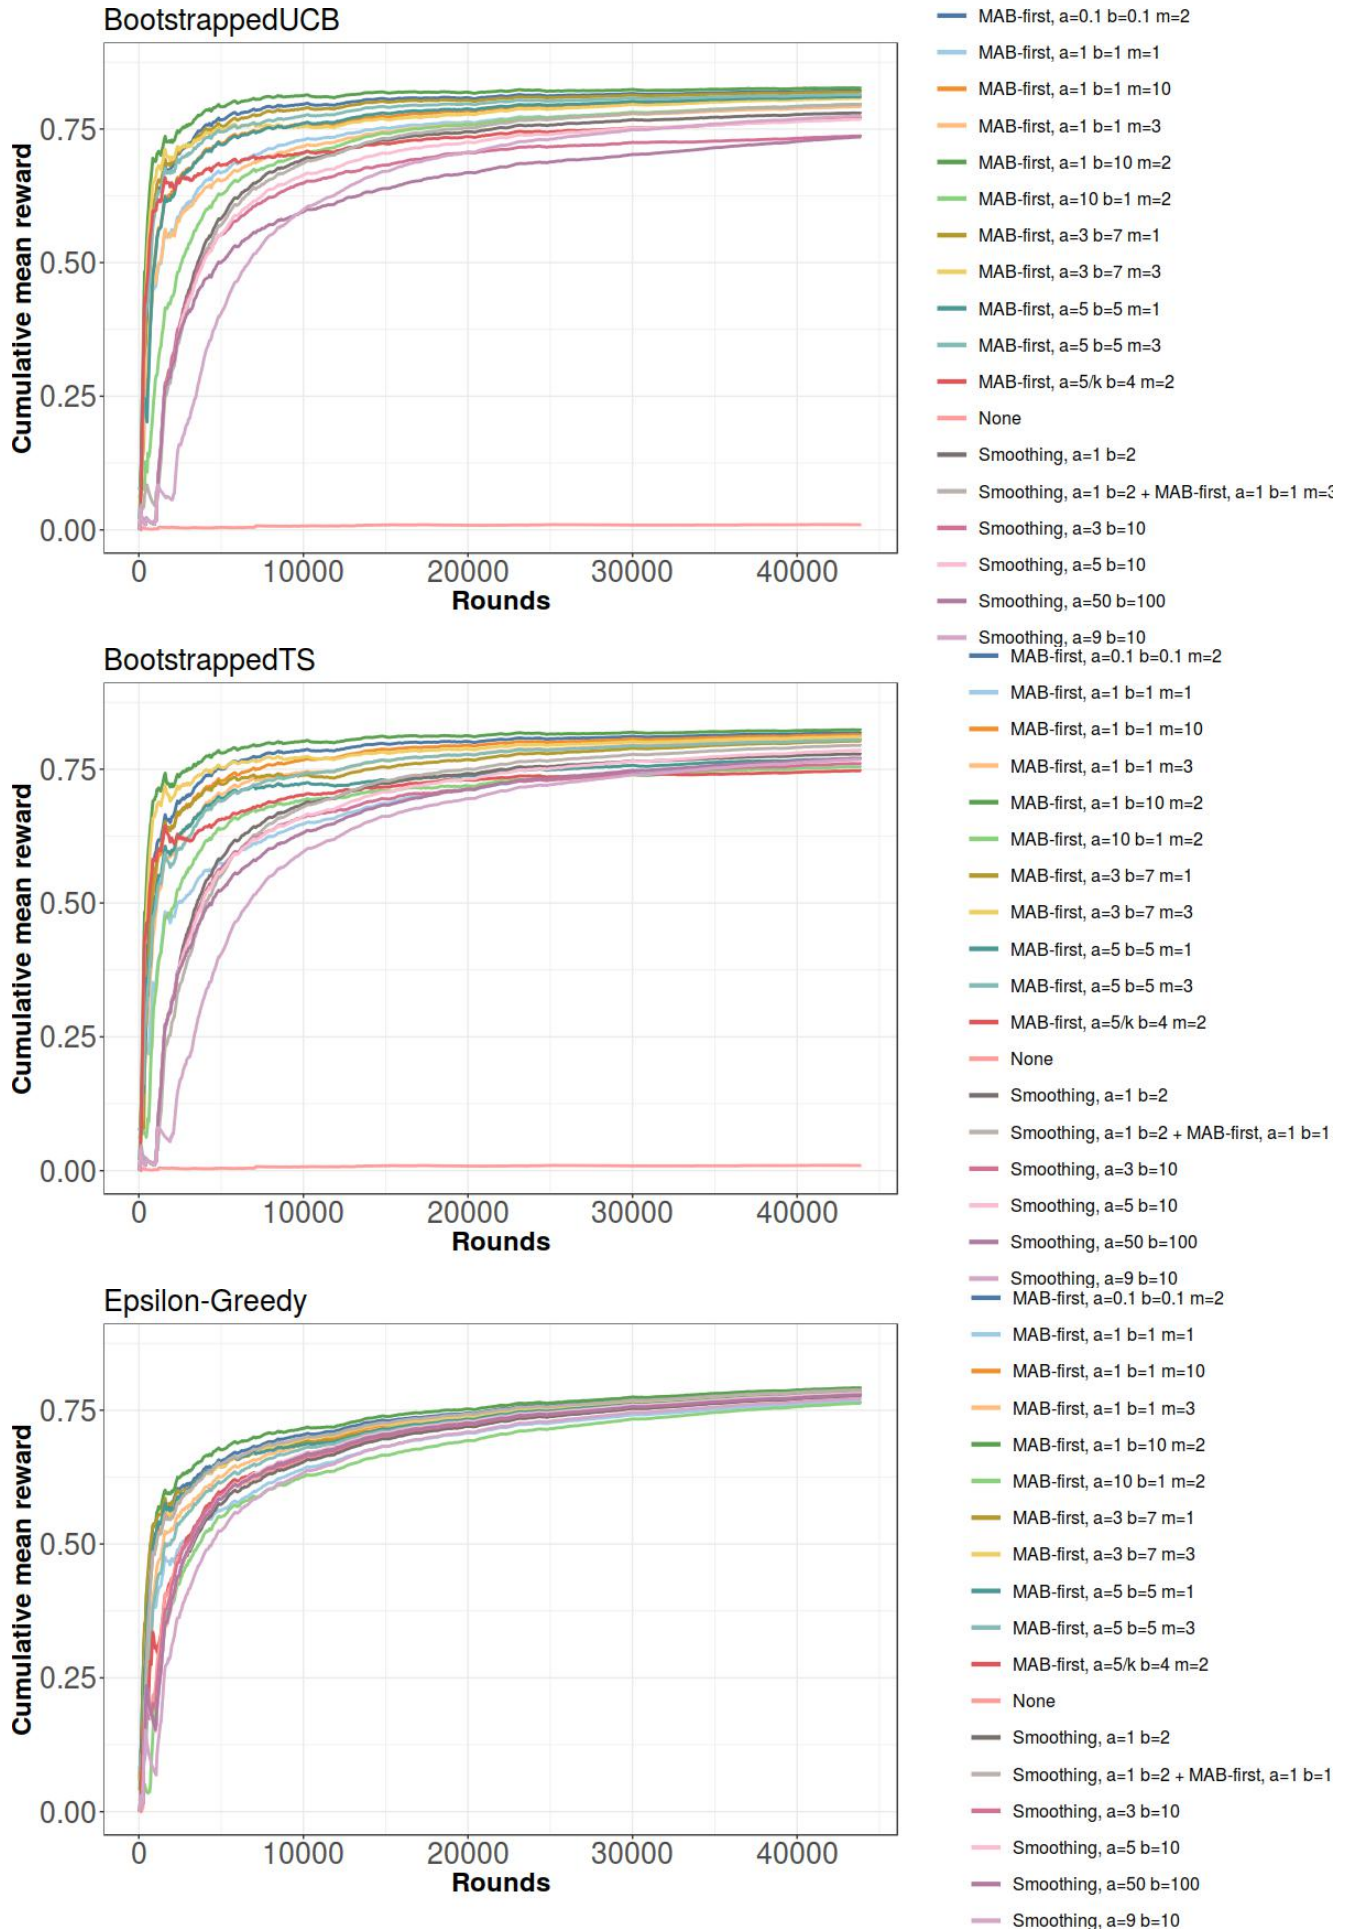 BootstrappedUCB
Cumulative mean reward
0.75
0.50
0.25
0.00
0 10000 20000 30000 40000
Rounds
MAB-first, a=0.1 b=0.1 m=2
MAB-first, a=1 b=1 m=1
MAB-first, a=1 b=1 m=10
MAB-first, a=1 b=1 m=3
MAB-first, a=1 b=10 m=2
MAB-first, a=10 b=1 m=2
MAB-first, a=3 b=7 m=1
MAB-first, a=3 b=7 m=3
MAB-first, a=5 b=5 m=1
MAB-first, a=5 b=5 m=3
MAB-first, a=5/k b=4 m=2
None
Smoothing, a=1 b=2
Smoothing, a=1 b=2 + MAB-first, a=1 b=1 m=3
Smoothing, a=3 b=10
Smoothing, a=5 b=10
Smoothing, a=50 b=100
Smoothing, a=9 b=10
BootstrappedTS
Cumulative mean reward
0.75
0.50
0.25
0.00
0 10000 20000 30000 40000
Rounds
MAB-first, a=0.1 b=0.1 m=2
MAB-first, a=1 b=1 m=1
MAB-first, a=1 b=1 m=10
MAB-first, a=1 b=1 m=3
MAB-first, a=1 b=10 m=2
MAB-first, a=10 b=1 m=2
MAB-first, a=3 b=7 m=1
MAB-first, a=3 b=7 m=3
MAB-first, a=5 b=5 m=1
MAB-first, a=5 b=5 m=3
MAB-first, a=5/k b=4 m=2
None
Smoothing, a=1 b=2
Smoothing, a=1 b=2 + MAB-first, a=1 b=1
Smoothing, a=3 b=10
Smoothing, a=5 b=10
Smoothing, a=50 b=100
Smoothing, a=9 b=10
Epsilon-Greedy
Cumulative mean reward
0.75
0.50
0.25
0.00
0 10000 20000 30000 40000
Rounds
MAB-first, a=0.1 b=0.1 m=2
MAB-first, a=1 b=1 m=1
MAB-first, a=1 b=1 m=10
MAB-first, a=1 b=1 m=3
MAB-first, a=1 b=10 m=2
MAB-first, a=10 b=1 m=2
MAB-first, a=3 b=7 m=1
MAB-first, a=3 b=7 m=3
MAB-first, a=5 b=5 m=1
MAB-first, a=5 b=5 m=3
MAB-first, a=5/k b=4 m=2
None
Smoothing, a=1 b=2
Smoothing, a=1 b=2 + MAB-first, a=1 b=1
Smoothing, a=3 b=10
Smoothing, a=5 b=10
Smoothing, a=50 b=100
Smoothing, a=9 b=10